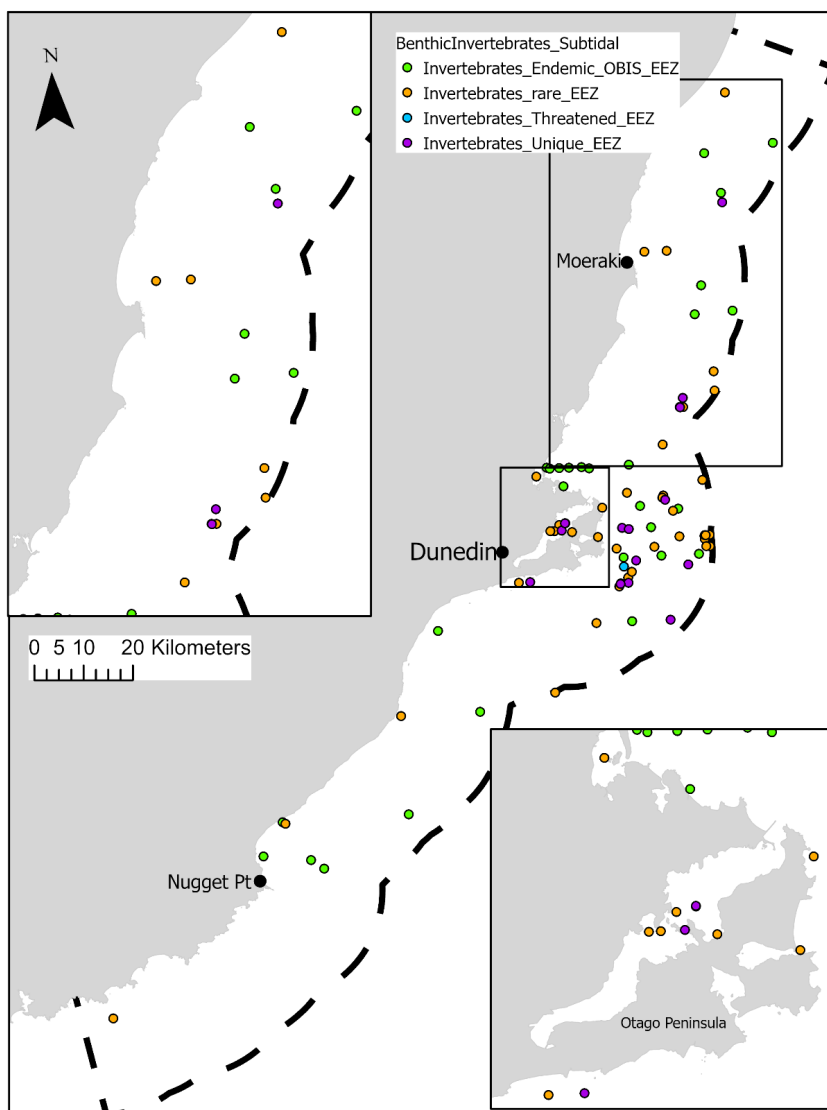 N
BenthicInvertebrates_Subtidal
Invertebrates_Endemic_OBIS_EEZ
Invertebrates_rare_EEZ
Invertebrates_Threatened_EEZ
Invertebrates_Unique_EEZ
Moeraki
Dunedin
0 5 10 20 Kilometers
Nugget Pt
Otago Peninsula